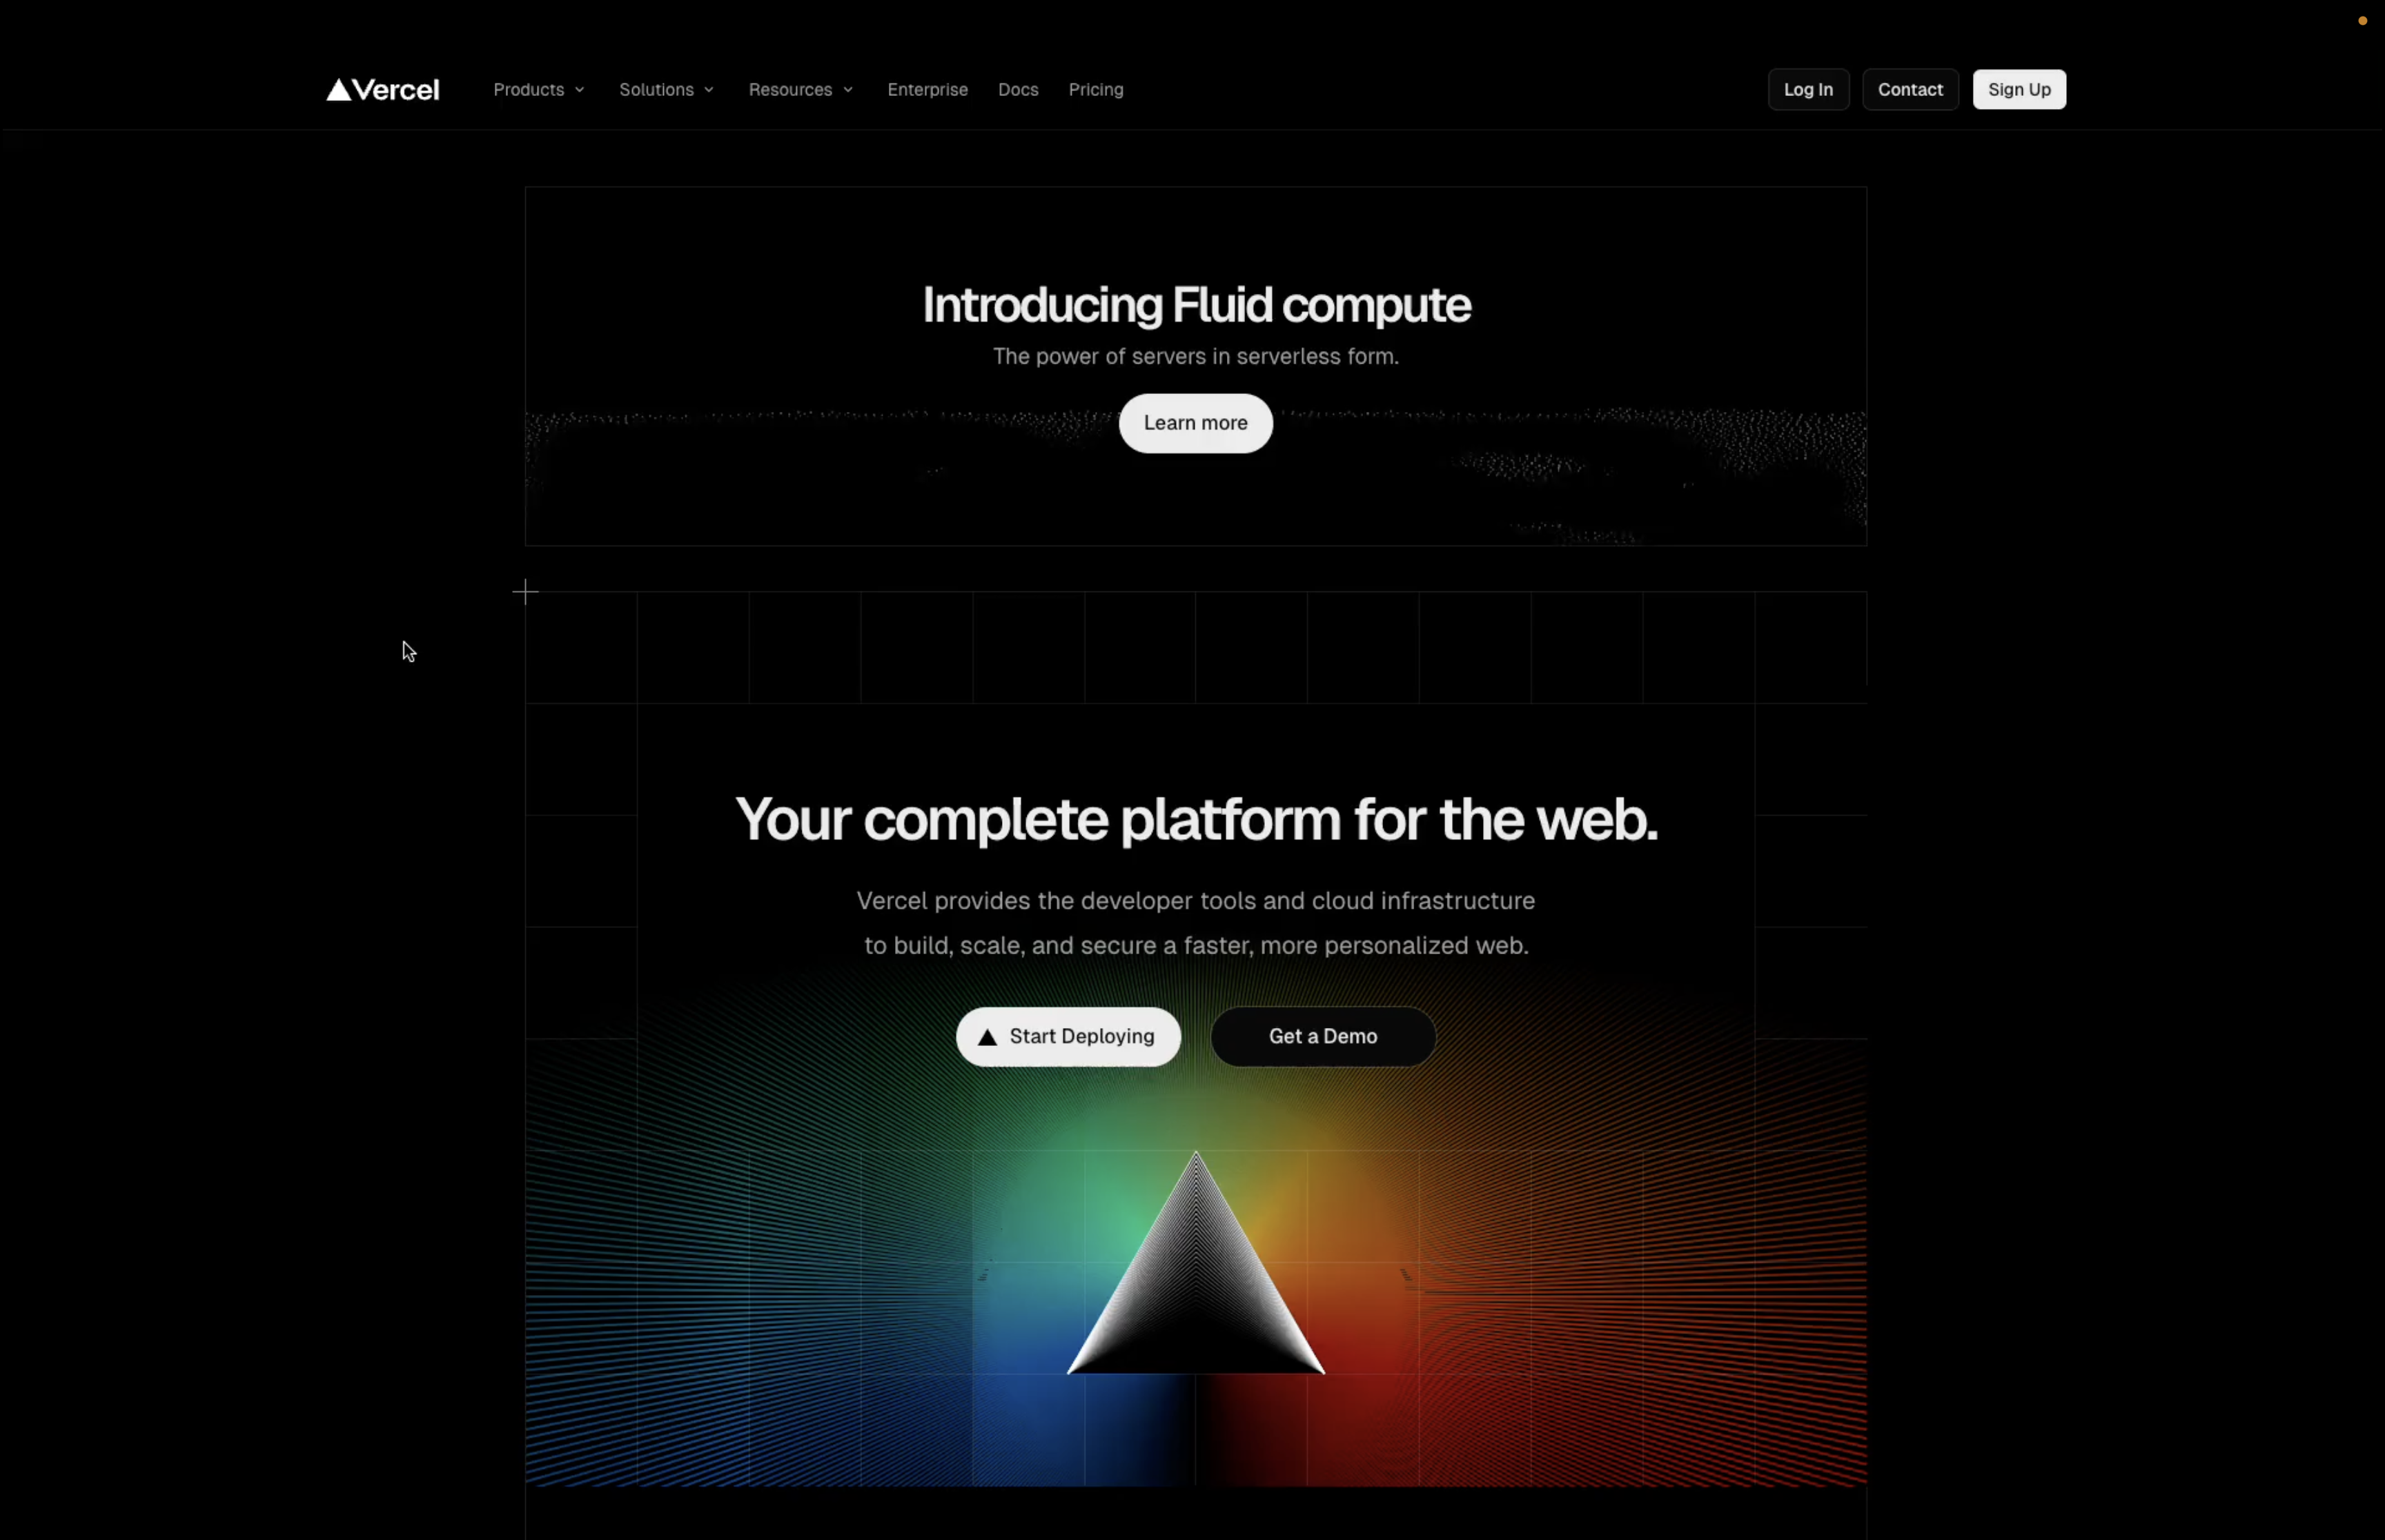 Vercel
Products
Solutions
Resources
Enterprise
Docs
Pricing
Log In
Contact
Sign Up
Introducing Fluid compute
The power of servers in serverless form.
Learn more
Your complete platform for the web.
Vercel provides the developer tools and cloud infrastructure
to build, scale, and secure a faster, more personalized web.
Start Deploying
Get a Demo